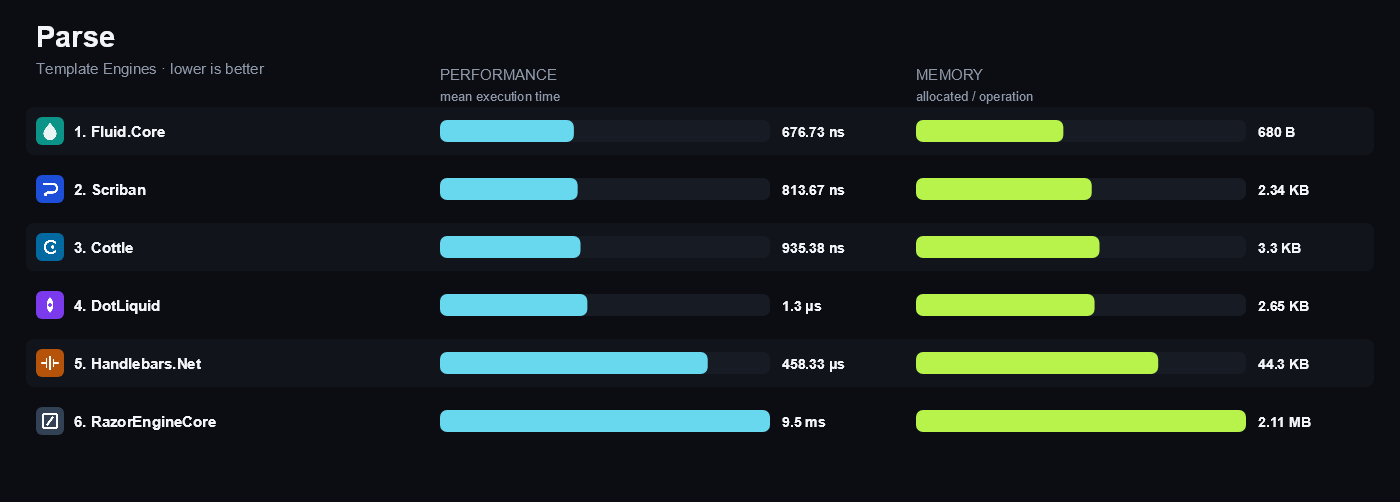 Parse
Template Engines · lower is better
PERFORMANCE
mean execution time
MEMORY
allocated / operation
1. Fluid.Core 676.73 ns 680 B
2. Scriban 813.67 ns 2.34 KB
3. Cottle 935.38 ns 3.3 KB
4. DotLiquid 1.3 µs 2.65 KB
5. Handlebars.Net 458.33 µs 44.3 KB
6. RazorEngineCore 9.5 ms 2.11 MB